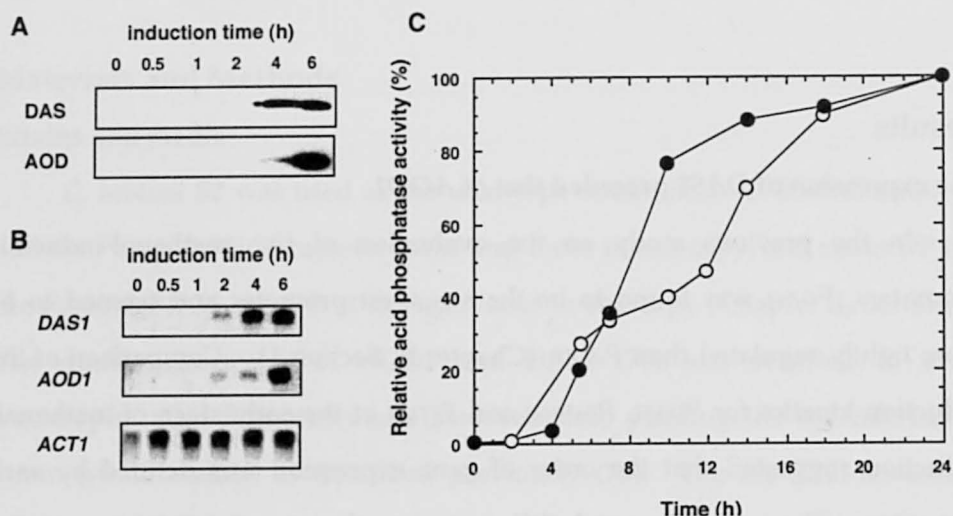 A
induction time (h)
0 0.5 1 2 4 6
DAS
AOD
B
induction time (h)
0 0.5 1 2 4 6
DAS1
AOD1
ACT1
C
Relative acid phosphatase activity (%)
100
80
60
40
20
0
0 4 8 12 16 20 24
Time (h)